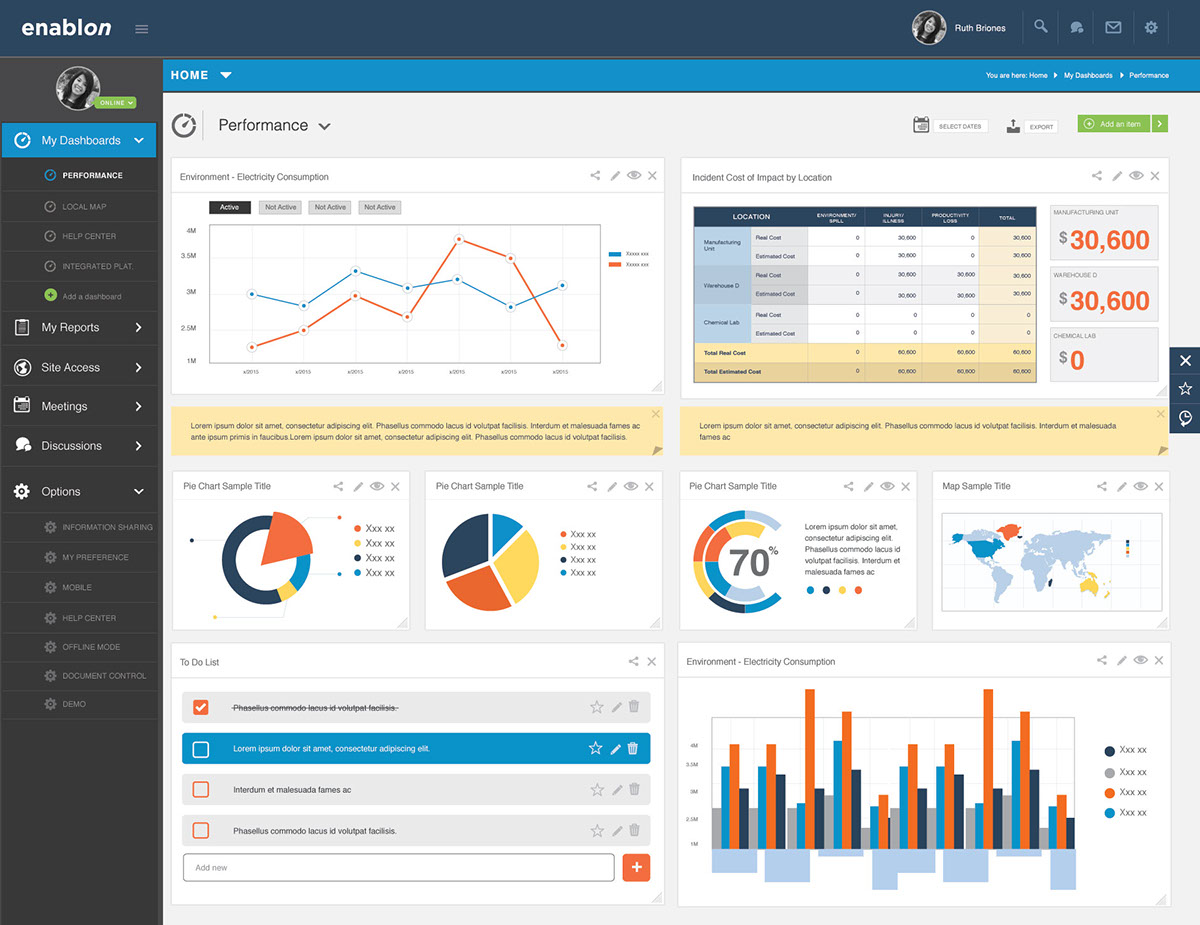 enablon
Ruth Briones
ONLINE
HOME
You are here: Home
My Dashboards
Performance
My Dashboards
PERFORMANCE
LOCAL MAP
HELP CENTER
INTEGRATED PLAT.
Add a dashboard
My Reports
Site Access
Meetings
Discussions
Options
INFORMATION SHARING
MY PREFERENCE
MOBILE
HELP CENTER
OFFLINE MODE
DOCUMENT CONTROL
DEMO
Performance
SELECT DATES
EXPORT
Add an item
Environment - Electricity Consumption
Active
Not Active
Not Active
Not Active
4M
3.5M
3M
2.5M
1M
x/2015
x/2015
x/2015
x/2015
x/2015
x/2015
x/2015
Xxxxx xxx
Xxxxx xxx
Incident Cost of Impact by Location
LOCATION
ENVIRONMENT/
SPILL
INJURY/
ILLNESS
PRODUCTIVITY
LOSS
TOTAL
Manufacturing
Unit
Real Cost 0 30,600 0 30,600
Estimated Cost 0 30,600 0 30,600
Warehouse D
Real Cost 0 30,600 30,600 30,600
Estimated Cost 0 30,600 30,600 30,600
Chemical Lab
Real Cost 0 0 0 0
Estimated Cost 0 0 0 0
Total Real Cost 0 60,600 60,600 60,600
Total Estimated Cost 0 60,600 60,600 60,600
MANUFACTURING UNIT
$30,600
WAREHOUSE D
$30,600
CHEMICAL LAB
$0
Lorem ipsum dolor sit amet, consectetur adipiscing elit. Phasellus commodo lacus id volutpat facilisis. Interdum et malesuada fames ac
ante ipsum primis in faucibus.Lorem ipsum dolor sit amet, consectetur adipiscing elit. Phasellus commodo lacus id volutpat facilisis.
Lorem ipsum dolor sit amet, consectetur adipiscing elit. Phasellus commodo lacus id volutpat facilisis. Interdum et malesuada
fames ac
Pie Chart Sample Title
Xxx xx
Xxx xx
Xxx xx
Xxx xx
Pie Chart Sample Title
Xxx xx
Xxx xx
Xxx xx
Xxx xx
Pie Chart Sample Title
70%
Lorem ipsum dolor sit amet,
consectetur adipiscing elit.
Phasellus commodo lacus id
volutpat facilisis. Interdum et
malesuada fames ac
Map Sample Title
To Do List
Phasellus commodo lacus id volutpat facilisis.
Lorem ipsum dolor sit amet, consectetur adipiscing elit.
Interdum et malesuada fames ac
Phasellus commodo lacus id volutpat facilisis.
Add new
Environment - Electricity Consumption
4M
3.5M
3M
2.5M
1M
Xxx xx
Xxx xx
Xxx xx
Xxx xx